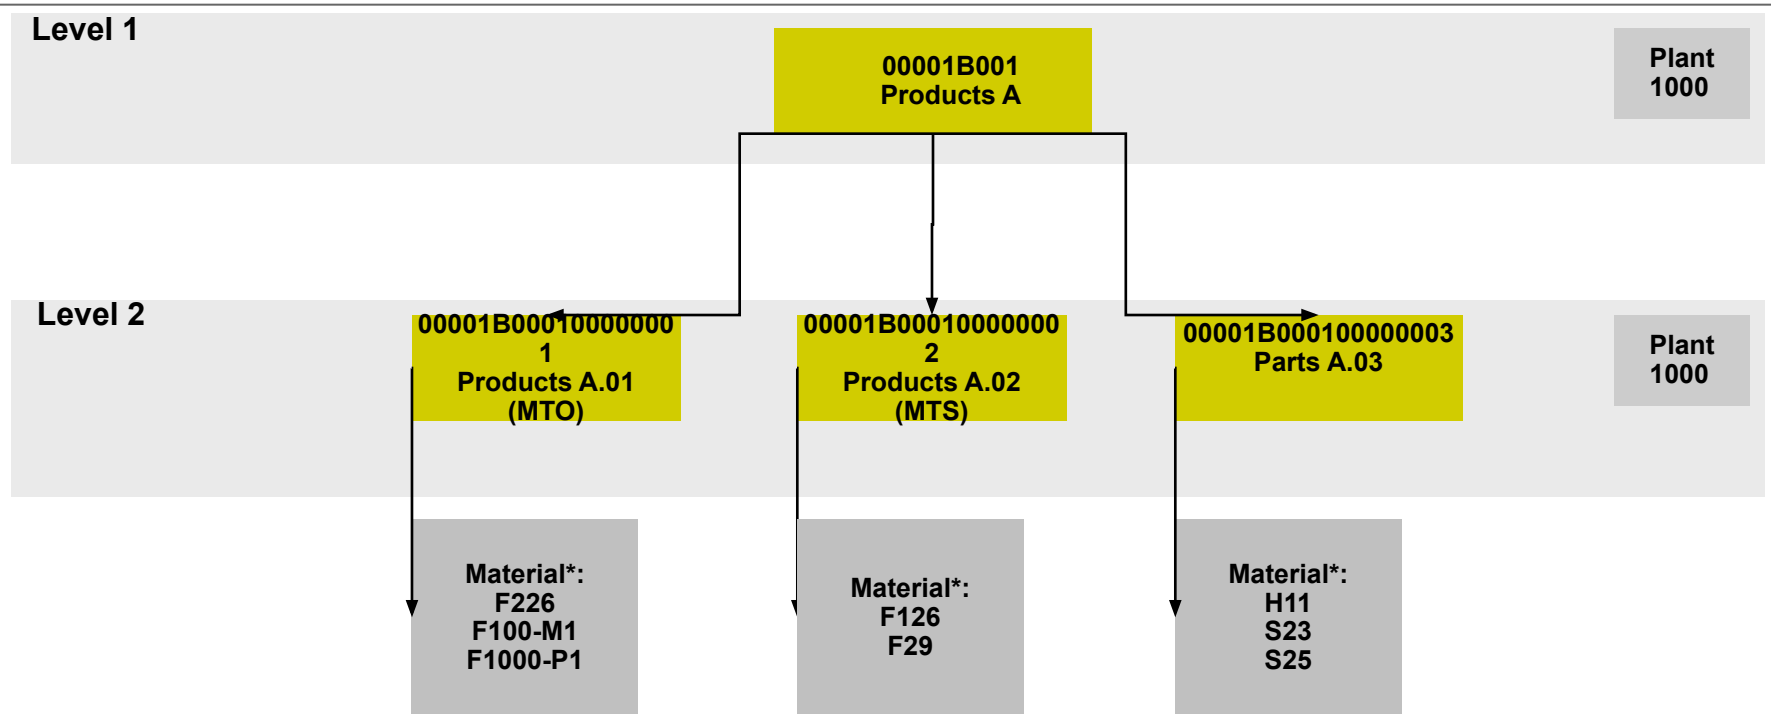 Level 1
00001B001
Products A
Plant
1000
Level 2
00001B00010000000
1
Products A.01
(MTO)
00001B00010000000
2
Products A.02
(MTS)
00001B000100000003
Parts A.03
Plant
1000
Material*:
F226
F100-M1
F1000-P1
Material*:
F126
F29
Material*:
H11
S23
S25